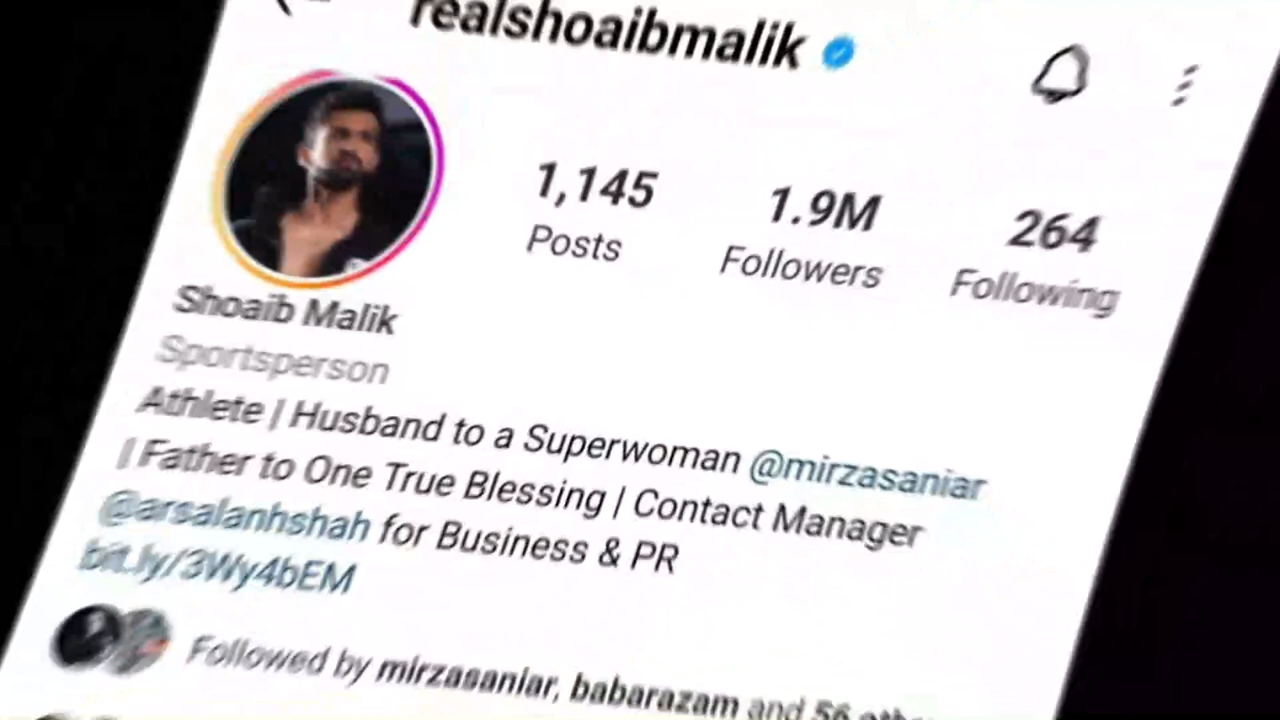 realshoaibmalik
1,145
Posts
1.9M
Followers
264
Following
Shoaib Malik
Sportsperson
Athlete | Husband to a Superwoman @mirzasaniar
| Father to One True Blessing | Contact Manager
@arsalanhshah for Business & PR
bit.ly/3Wy4bEM
Followed by mirzasaniar, babarazam and 56